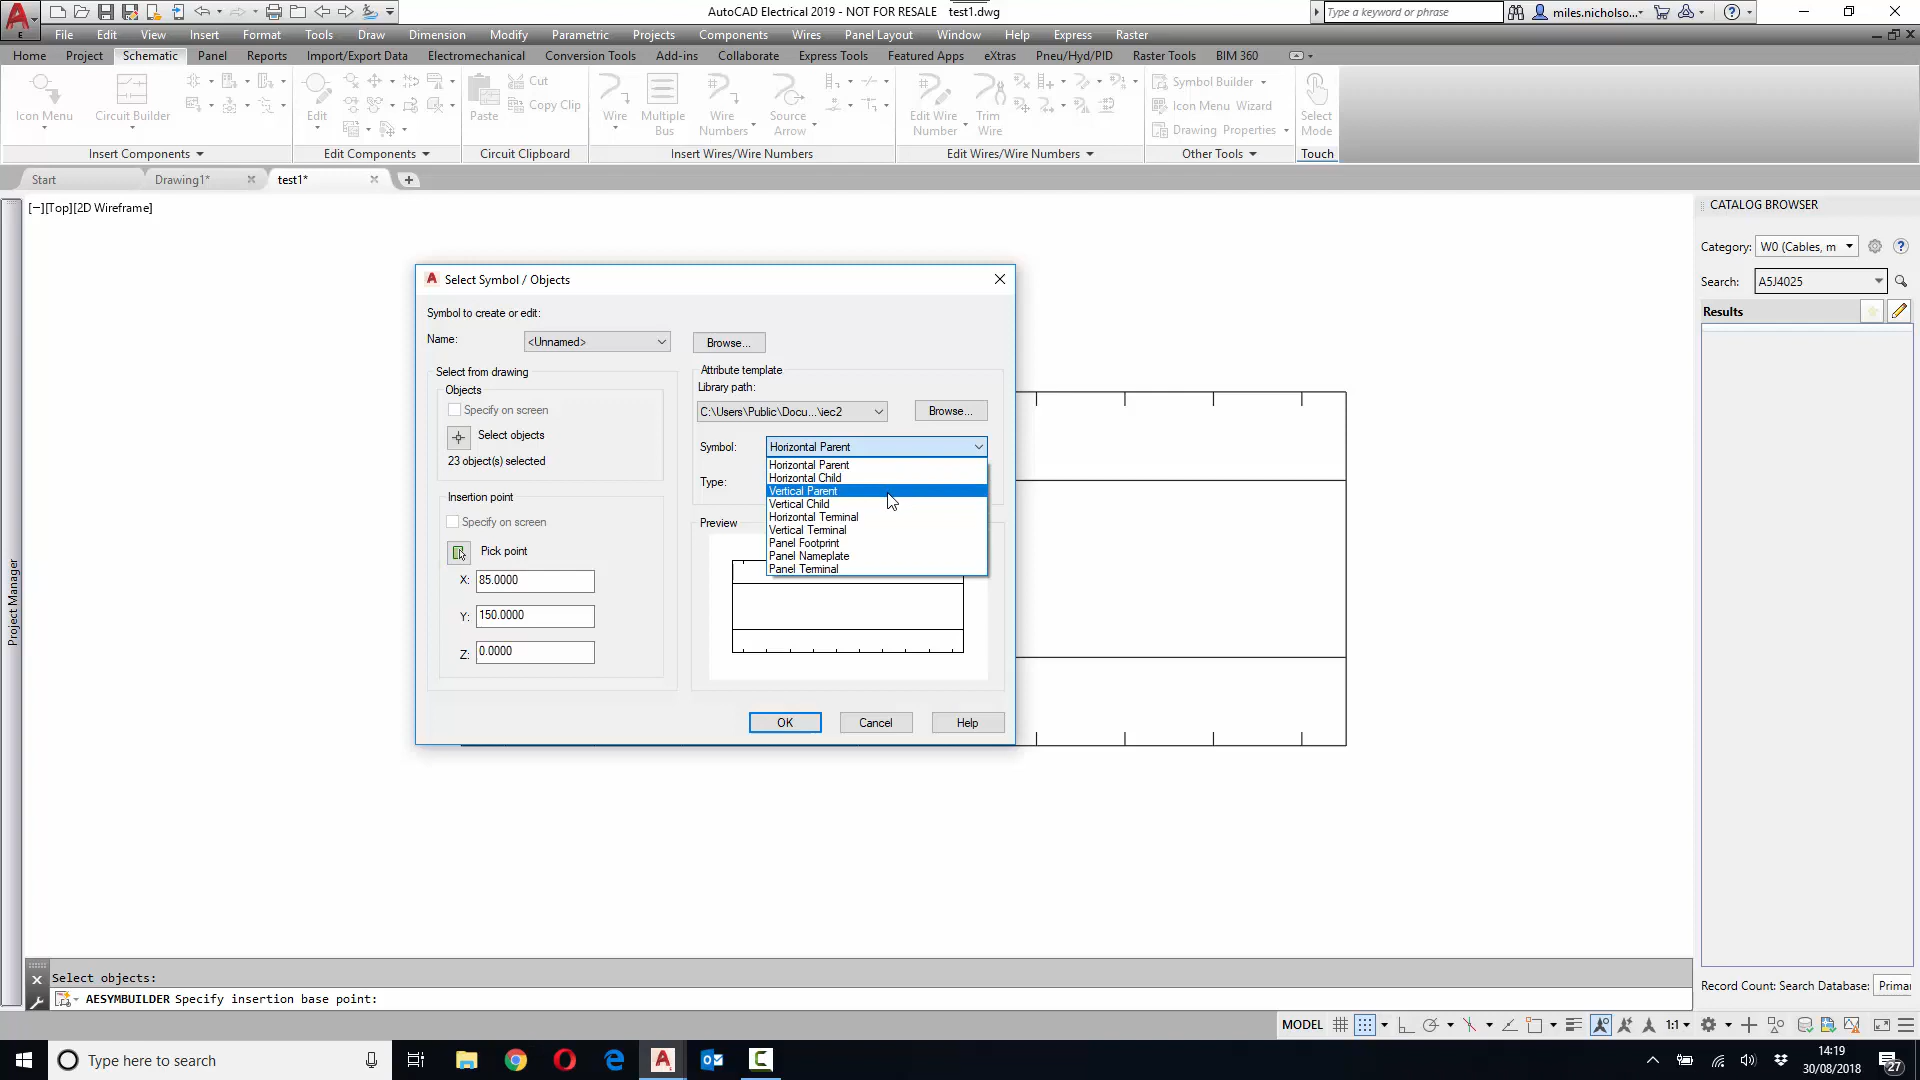 AutoCAD Electrical 2019 - NOT FOR RESALE test1.dwg
Type a keyword or phrase
miles.nicholso...
File Edit View Insert Format Tools Draw Dimension Modify Parametric Projects Components Wires Panel Layout Window Help Express Raster
Home Project Schematic Panel Reports Import/Export Data Electromechanical Conversion Tools Add-ins Collaborate Express Tools Featured Apps eXtras Pneu/Hyd/PID Raster Tools BIM 360
Icon Menu
Circuit Builder
Edit
Paste
Cut
Copy Clip
Wire
Multiple
Bus
Wire
Numbers
Source
Arrow
Edit Wire
Number
Trim
Wire
Symbol Builder
Icon Menu Wizard
Drawing Properties
Select
Mode
Insert Components
Edit Components
Circuit Clipboard
Insert Wires/Wire Numbers
Edit Wires/Wire Numbers
Other Tools
Touch
Start
Drawing1*
test1*
[−][Top][2D Wireframe]
Project Manager
Select Symbol / Objects
Symbol to create or edit:
Name:
<Unnamed>
Browse...
Select from drawing
Objects
Specify on screen
Select objects
23 object(s) selected
Insertion point
Specify on screen
Pick point
X: 85.0000
Y: 150.0000
Z: 0.0000
Attribute template
Library path:
C:\Users\Public\Docu...\iec2
Browse...
Symbol:
Horizontal Parent
Horizontal Parent
Horizontal Child
Vertical Parent
Vertical Child
Horizontal Terminal
Vertical Terminal
Panel Footprint
Panel Nameplate
Panel Terminal
Type:
Preview
OK
Cancel
Help
CATALOG BROWSER
Category: W0 (Cables, m
Search: A5J4025
Results
Record Count: Search Database: Primar
Select objects:
AESYMBUILDER Specify insertion base point:
MODEL
1:1
Type here to search
14:19
30/08/2018
27